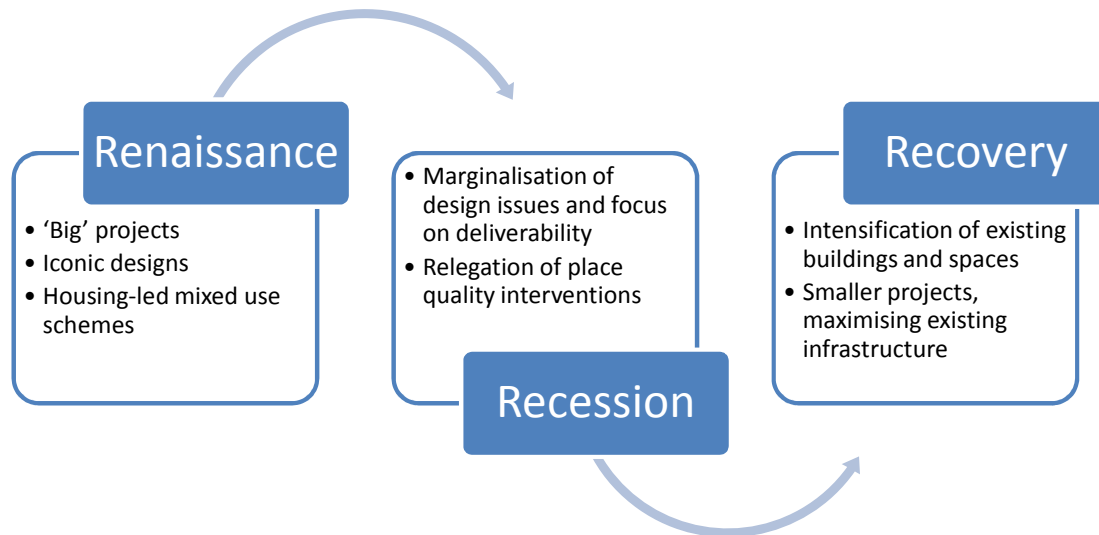 Renaissance
• ‘Big’ projects
• Iconic designs
• Housing-led mixed use
schemes
• Marginalisation of
design issues and focus
on deliverability
• Relegation of place
quality interventions
Recession
Recovery
• Intensification of existing
buildings and spaces
• Smaller projects,
maximising existing
infrastructure